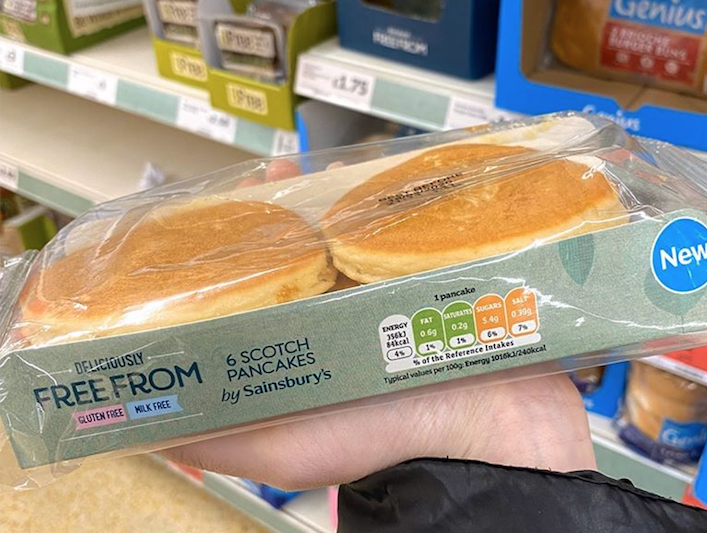 Genius
£1.75
BEST BEFORE
New
1 pancake
ENERGY
356kJ
84kcal
4%
FAT
0.6g
1%
SATURATES
0.2g
1%
SUGARS
5.4g
6%
SALT
0.39g
7%
% of the Reference Intakes
Typical values per 100g: Energy 1016kJ/240kcal
DELICIOUSLY
FREE FROM
GLUTEN FREE
MILK FREE
6 SCOTCH
PANCAKES
by Sainsbury's